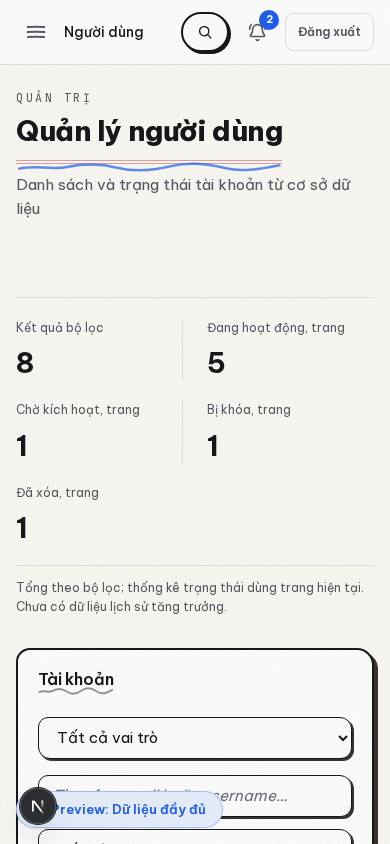 Người dùng
2
Đăng xuất
QUẢN TRỊ
Quản lý người dùng
Danh sách và trạng thái tài khoản từ cơ sở dữ
liệu
Kết quả bộ lọc
Đang hoạt động, trang
8
5
Chờ kích hoạt, trang
Bị khóa, trang
1
1
Đã xóa, trang
1
Tổng theo bộ lọc; thống kê trạng thái dùng trang hiện tại.
Chưa có dữ liệu lịch sử tăng trưởng.
Tài khoản
Tất cả vai trò
N
Preview: Dữ liệu đầy đủ